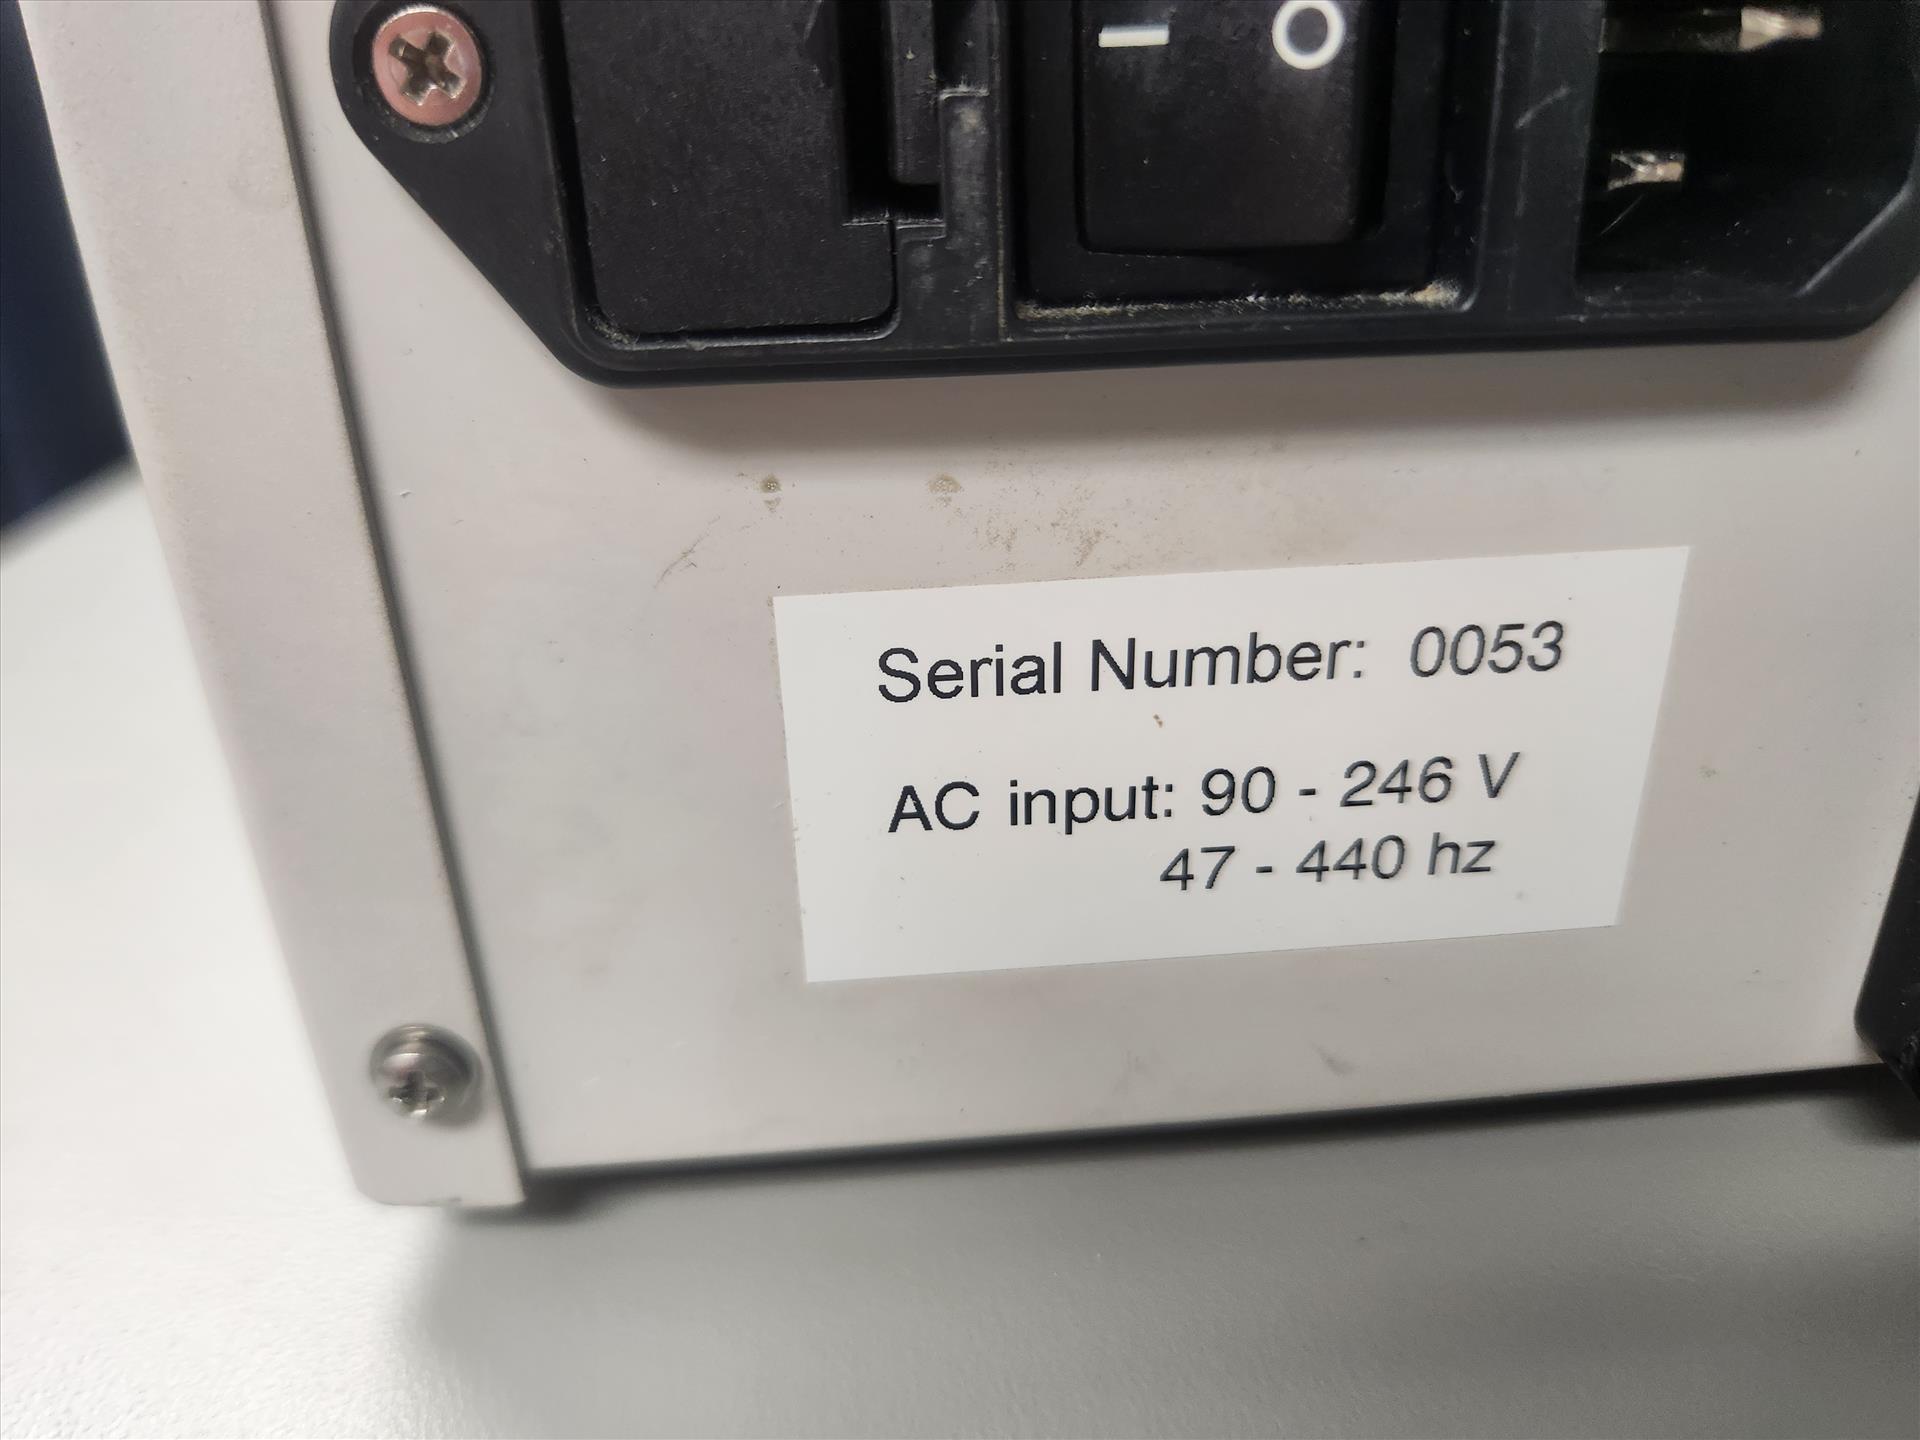 Serial Number: 0053
AC input: 90 - 246 V
47 - 440 hz